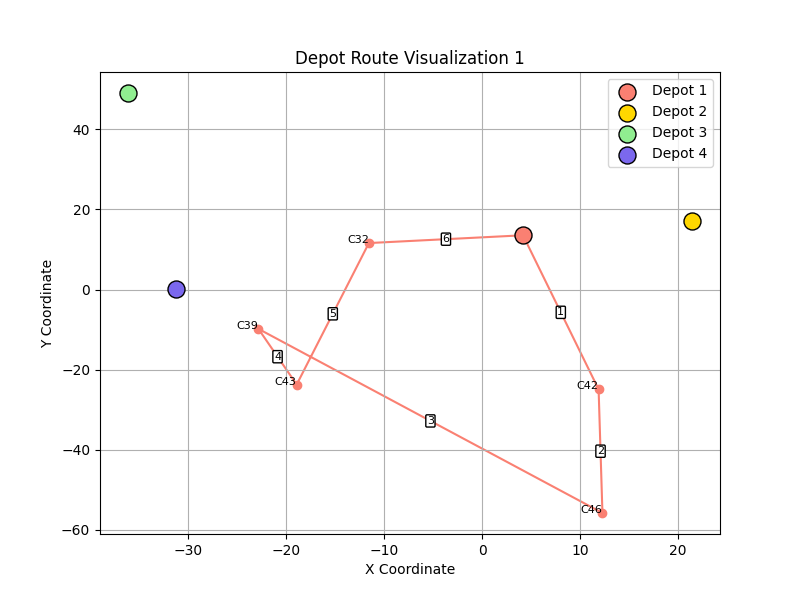 Depot Route Visualization 1
Depot 1
Depot 2
Depot 3
Depot 4
Y Coordinate
40
20
0
−20
−40
−60
C32
6
1
5
C39
4
C43
C42
3
2
C46
−30
−20
−10
0
10
20
X Coordinate